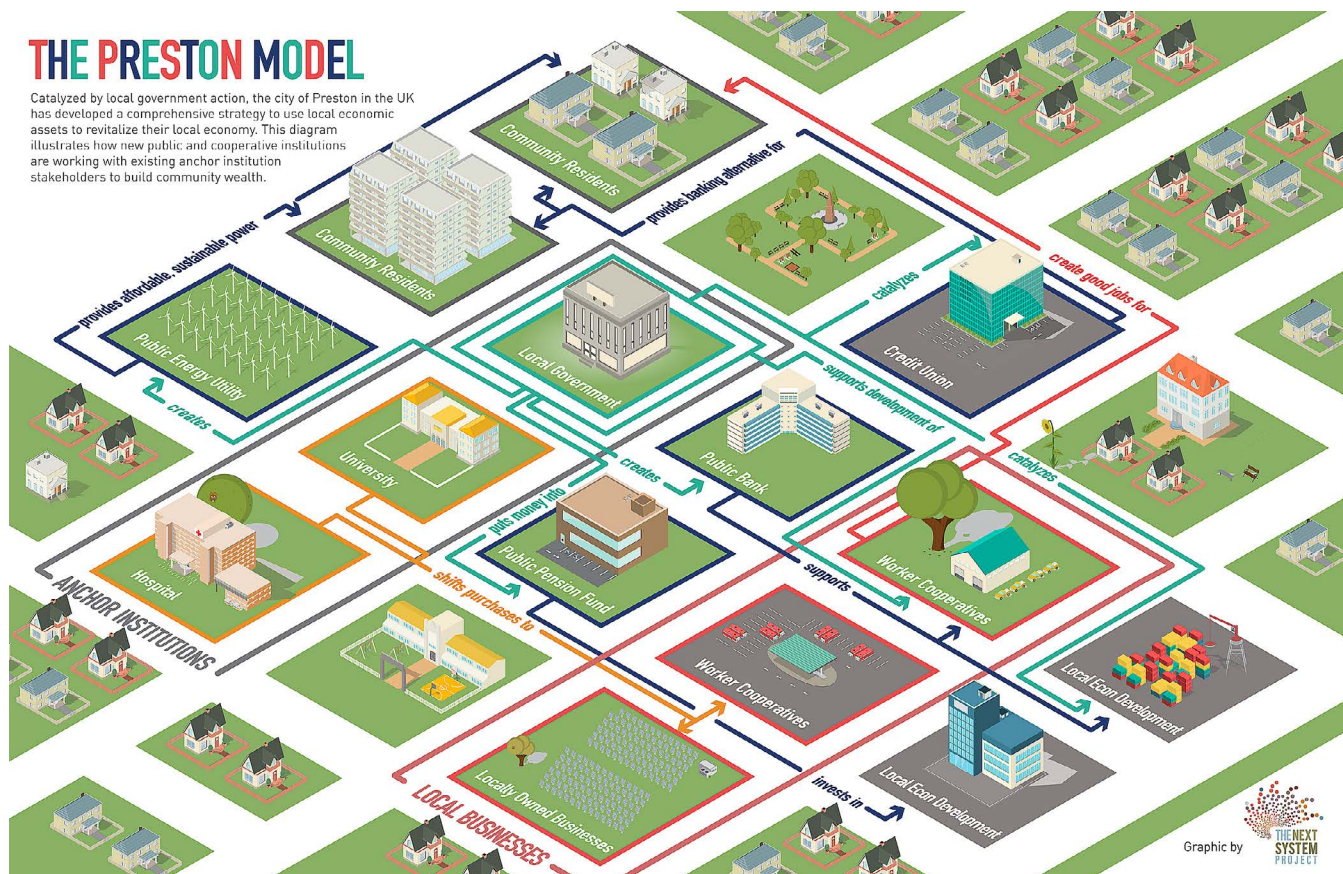 THE PRESTON MODEL
Catalyzed by local government action, the city of Preston in the UK
has developed a comprehensive strategy to use local economic
assets to revitalize their local economy. This diagram
illustrates how new public and cooperative institutions
are working with existing anchor institution
stakeholders to build community wealth.
Community Residents
provides banking alternative for
Community Residents
provides affordable, sustainable power
create good jobs for
catalyzes
Credit Union
Local Government
Public Energy Utility
creates
supports development of
University
Public Bank
creates
catalyzes
puts money into
Public Pension Fund
Worker Cooperatives
Hospital
shifts purchases to
supports
ANCHOR INSTITUTIONS
Worker Cooperatives
Local Econ Development
Locally Owned Businesses
invests in
Local Econ Development
LOCAL BUSINESSES
Graphic by
THE NEXT
SYSTEM
PROJECT